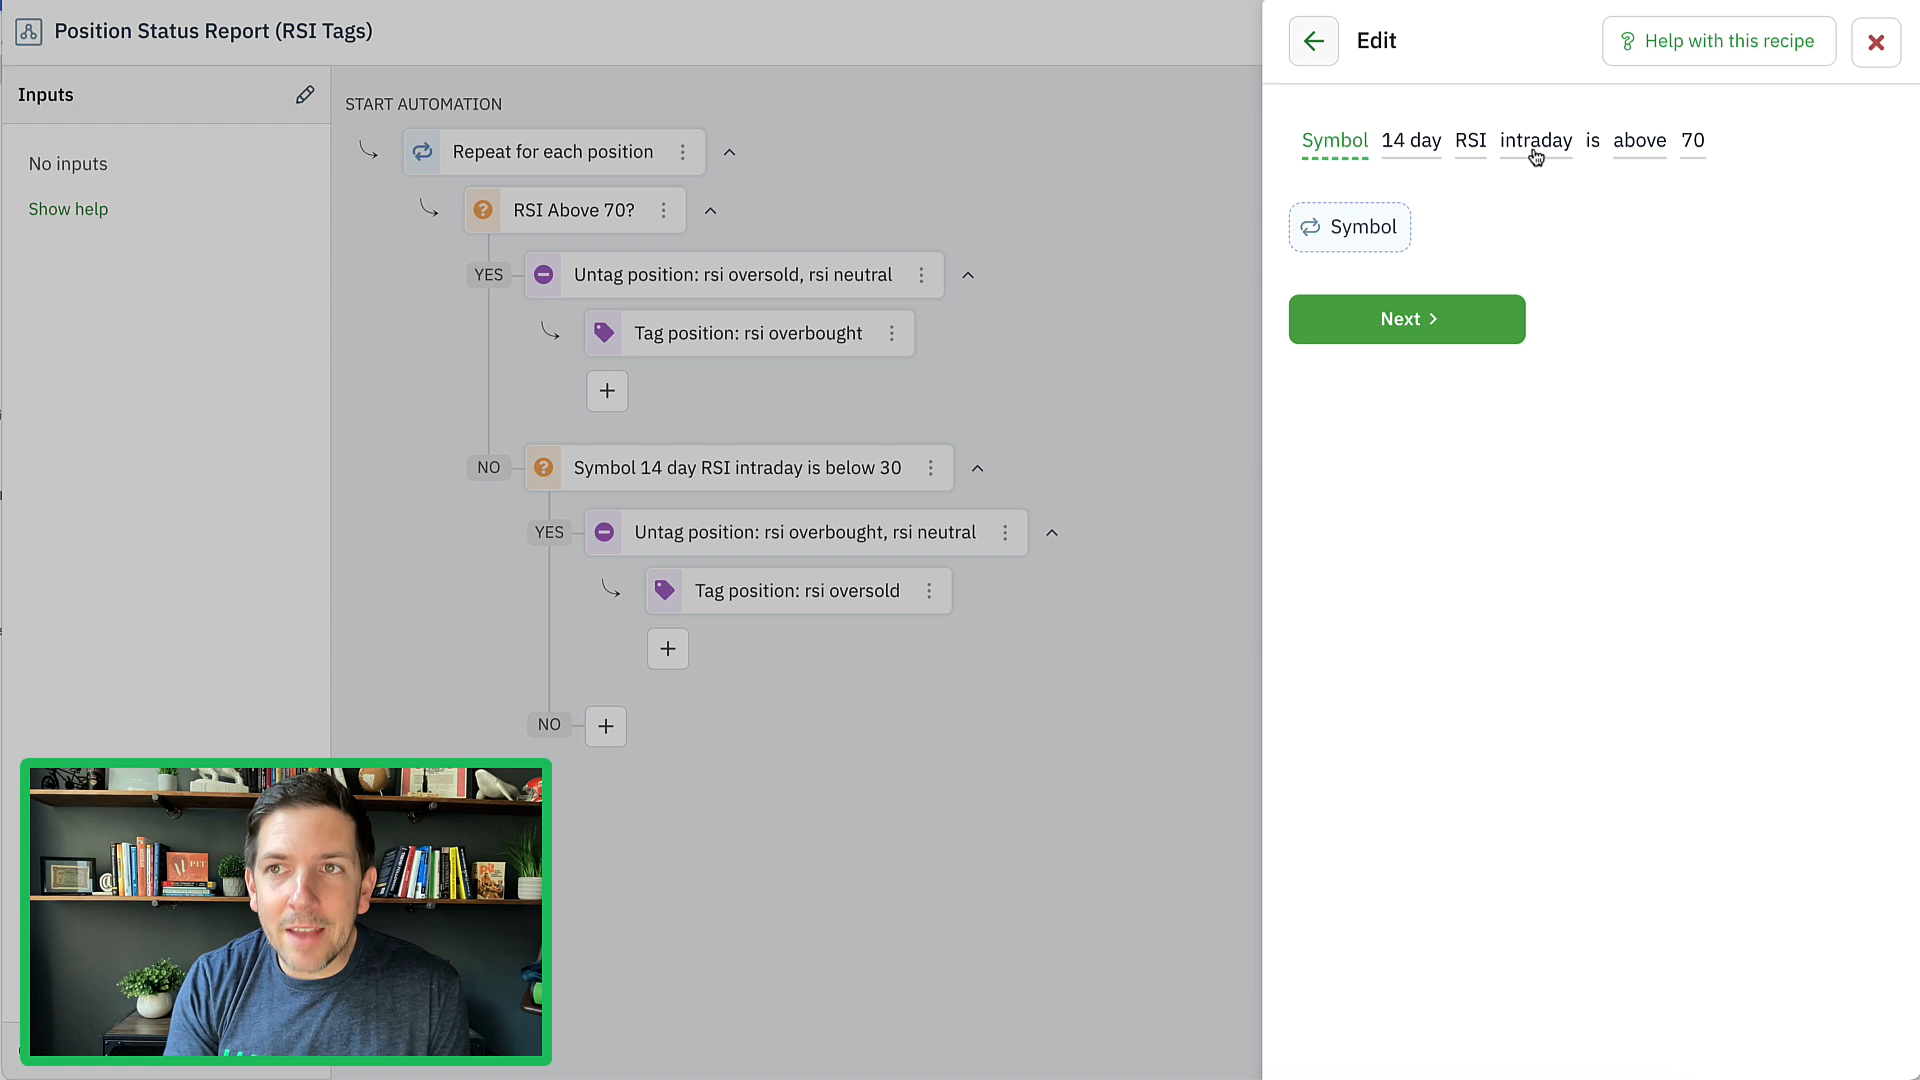 Position Status Report (RSI Tags)
Inputs
No inputs
Show help
START AUTOMATION
Repeat for each position
RSI Above 70?
YES
Untag position: rsi oversold, rsi neutral
Tag position: rsi overbought
NO
Symbol 14 day RSI intraday is below 30
YES
Untag position: rsi overbought, rsi neutral
Tag position: rsi oversold
NO
Edit
Help with this recipe
Symbol 14 day RSI intraday is above 70
Symbol
Next
PIT